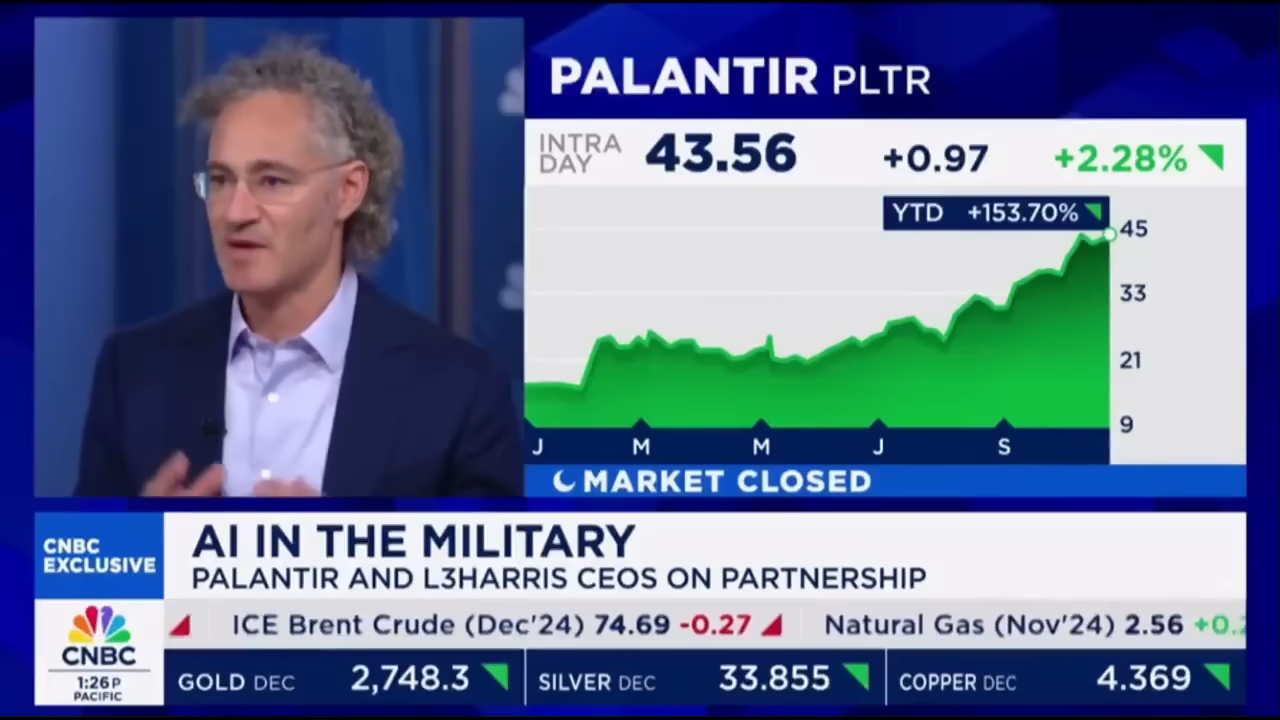 PALANTIR PLTR
INTRA
DAY
43.56 +0.97 +2.28%
YTD +153.70%
45
33
21
9
J M M J S
MARKET CLOSED
CNBC
EXCLUSIVE
AI IN THE MILITARY
PALANTIR AND L3HARRIS CEOS ON PARTNERSHIP
ICE Brent Crude (Dec'24) 74.69 -0.27 Natural Gas (Nov'24) 2.56
CNBC
1:26P
PACIFIC
GOLD DEC 2,748.3 SILVER DEC 33.855 COPPER DEC 4.369